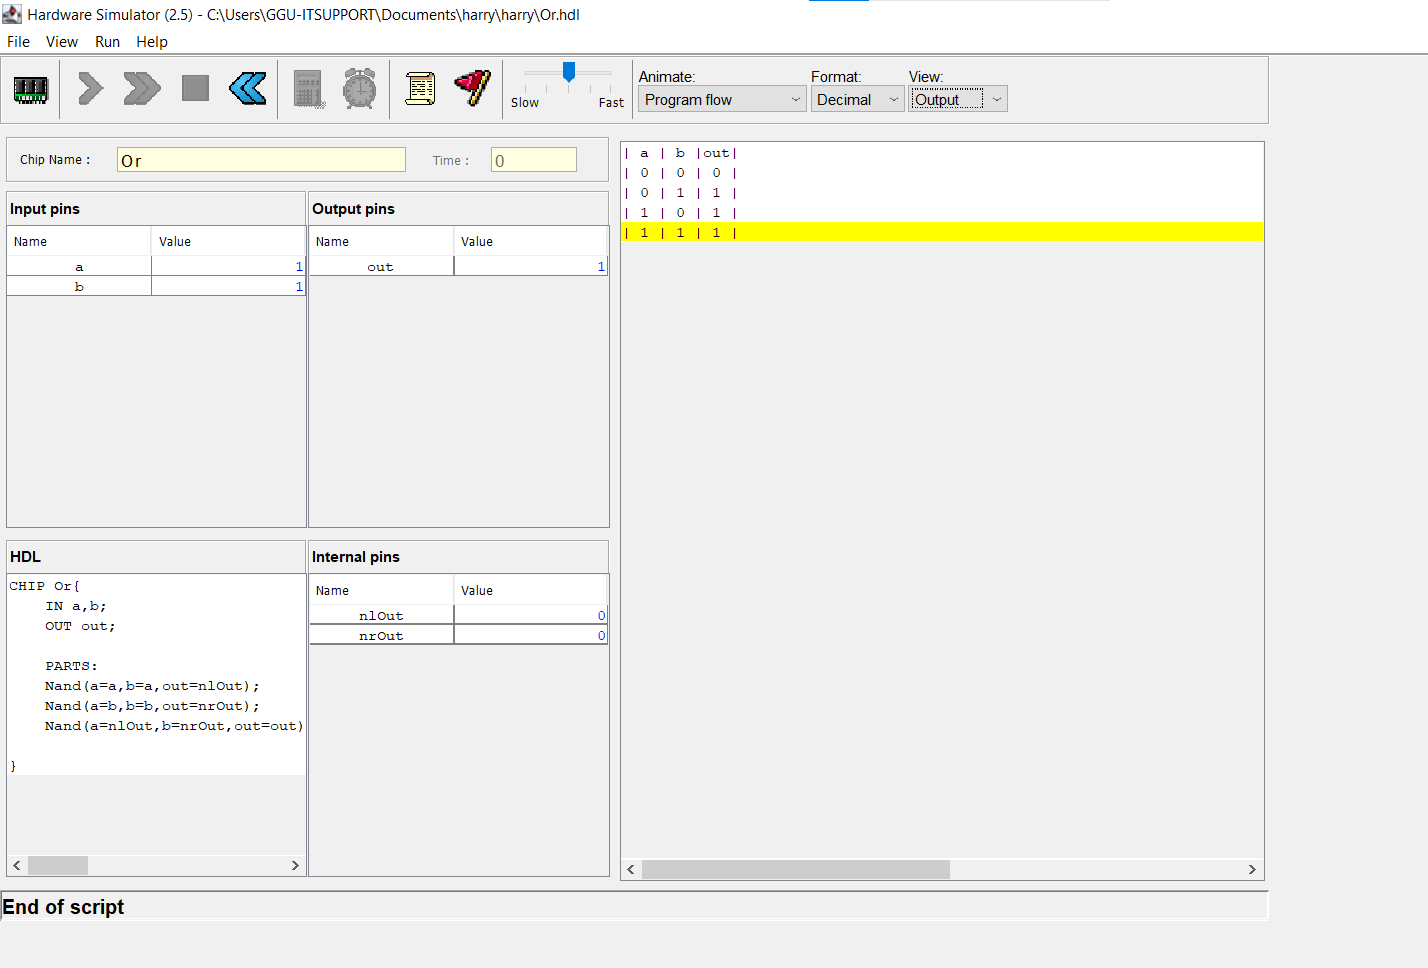 Hardware Simulator (2.5) - C:\Users\GGU-ITSUPPORT\Documents\harry\harry\Or.hdl
File View Run Help
Slow Fast
Animate: Format: View:
Program flow Decimal Output
Chip Name : Or Time : 0
Input pins
Name Value
a 1
b 1
Output pins
Name Value
out 1
| a | b |out|
| 0 | 0 | 0 |
| 0 | 1 | 1 |
| 1 | 0 | 1 |
| 1 | 1 | 1 |
HDL
CHIP Or{
IN a,b;
OUT out;
PARTS:
Nand(a=a,b=a,out=nlOut);
Nand(a=b,b=b,out=nrOut);
Nand(a=nlOut,b=nrOut,out=out)
}
Internal pins
Name Value
nlOut 0
nrOut 0
End of script